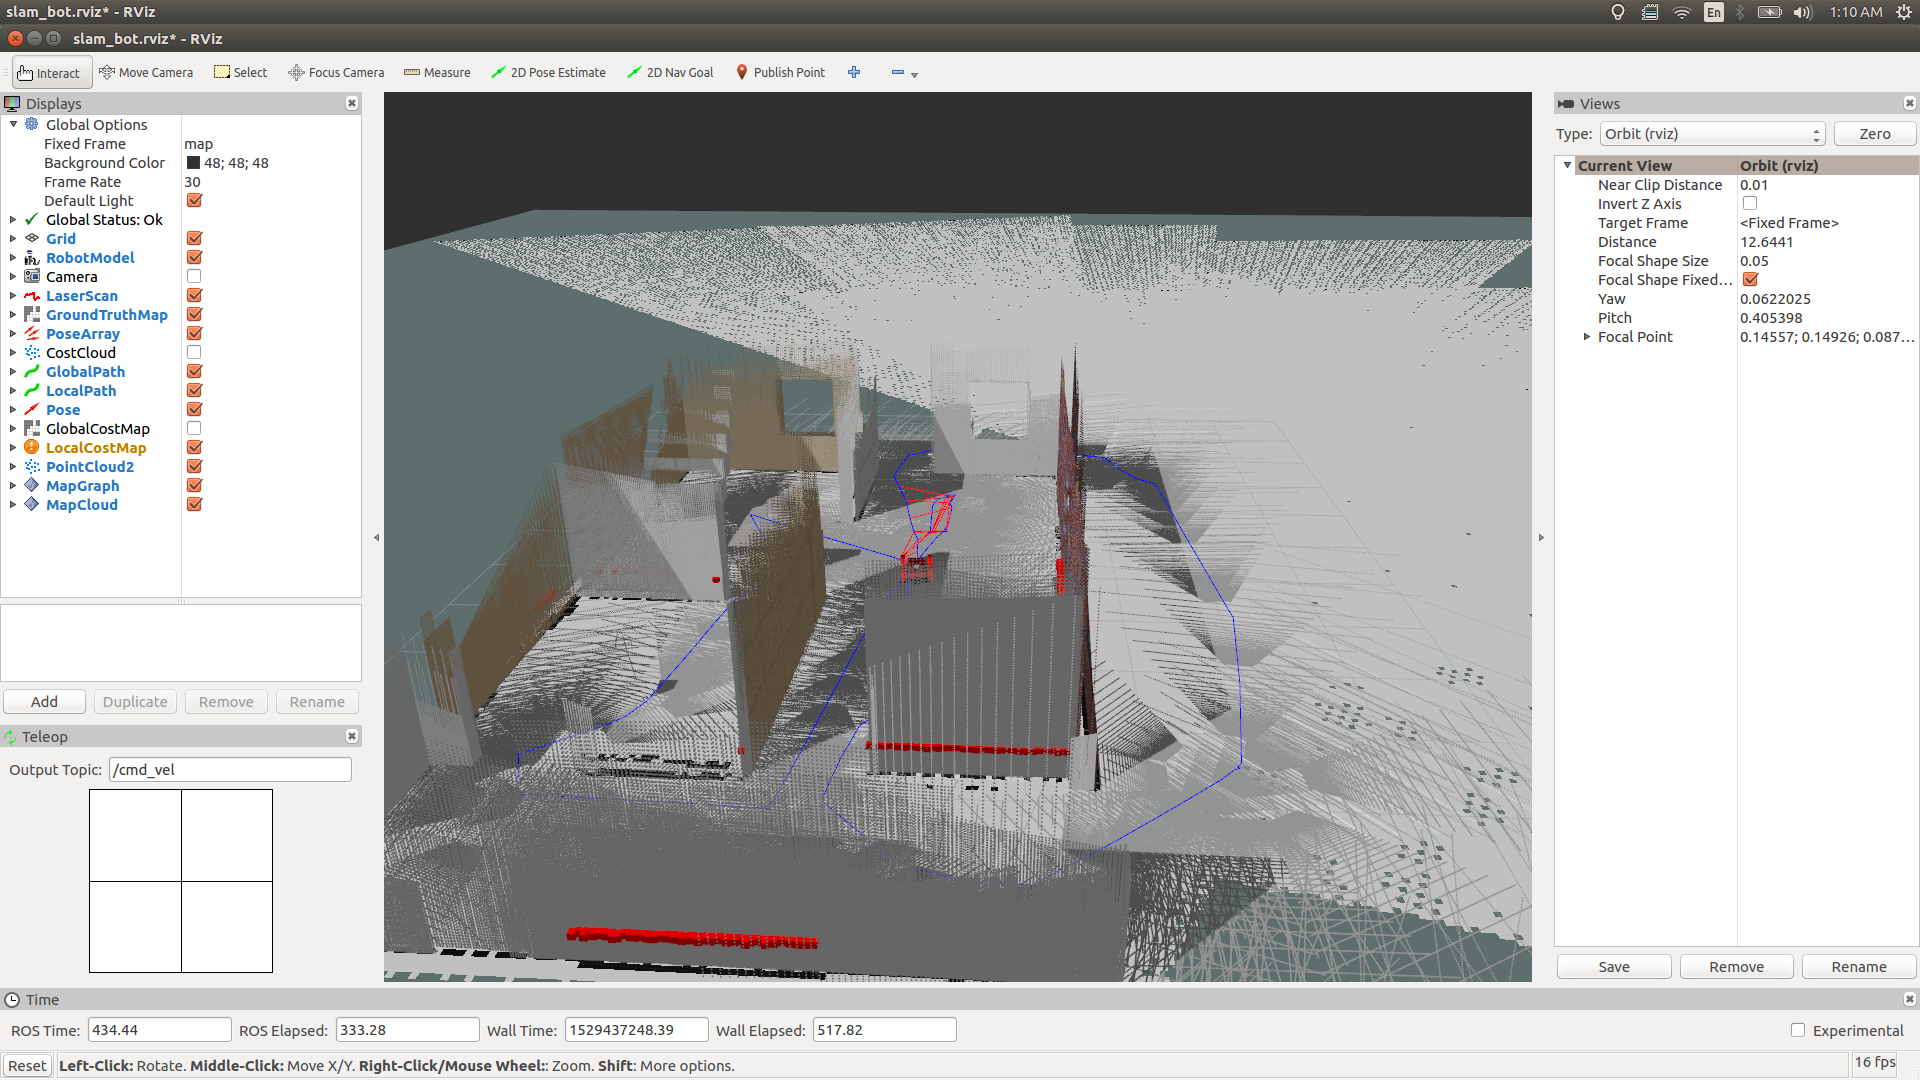 slam_bot.rviz* - RViz
En
1:10 AM
slam_bot.rviz* - RViz
Interact
Move Camera
Select
Focus Camera
Measure
2D Pose Estimate
2D Nav Goal
Publish Point
Displays
Global Options
Fixed Frame map
Background Color 48; 48; 48
Frame Rate 30
Default Light
Global Status: Ok
Grid
RobotModel
Camera
LaserScan
GroundTruthMap
PoseArray
CostCloud
GlobalPath
LocalPath
Pose
GlobalCostMap
LocalCostMap
PointCloud2
MapGraph
MapCloud
Add Duplicate Remove Rename
Teleop
Output Topic: /cmd_vel
Views
Type: Orbit (rviz) Zero
Current View Orbit (rviz)
Near Clip Distance 0.01
Invert Z Axis
Target Frame <Fixed Frame>
Distance 12.6441
Focal Shape Size 0.05
Focal Shape Fixed...
Yaw 0.0622025
Pitch 0.405398
Focal Point 0.14557; 0.14926; 0.087...
Save Remove Rename
Time
ROS Time: 434.44 ROS Elapsed: 333.28 Wall Time: 1529437248.39 Wall Elapsed: 517.82 Experimental
Reset Left-Click: Rotate. Middle-Click: Move X/Y. Right-Click/Mouse Wheel:: Zoom. Shift: More options. 16 fps